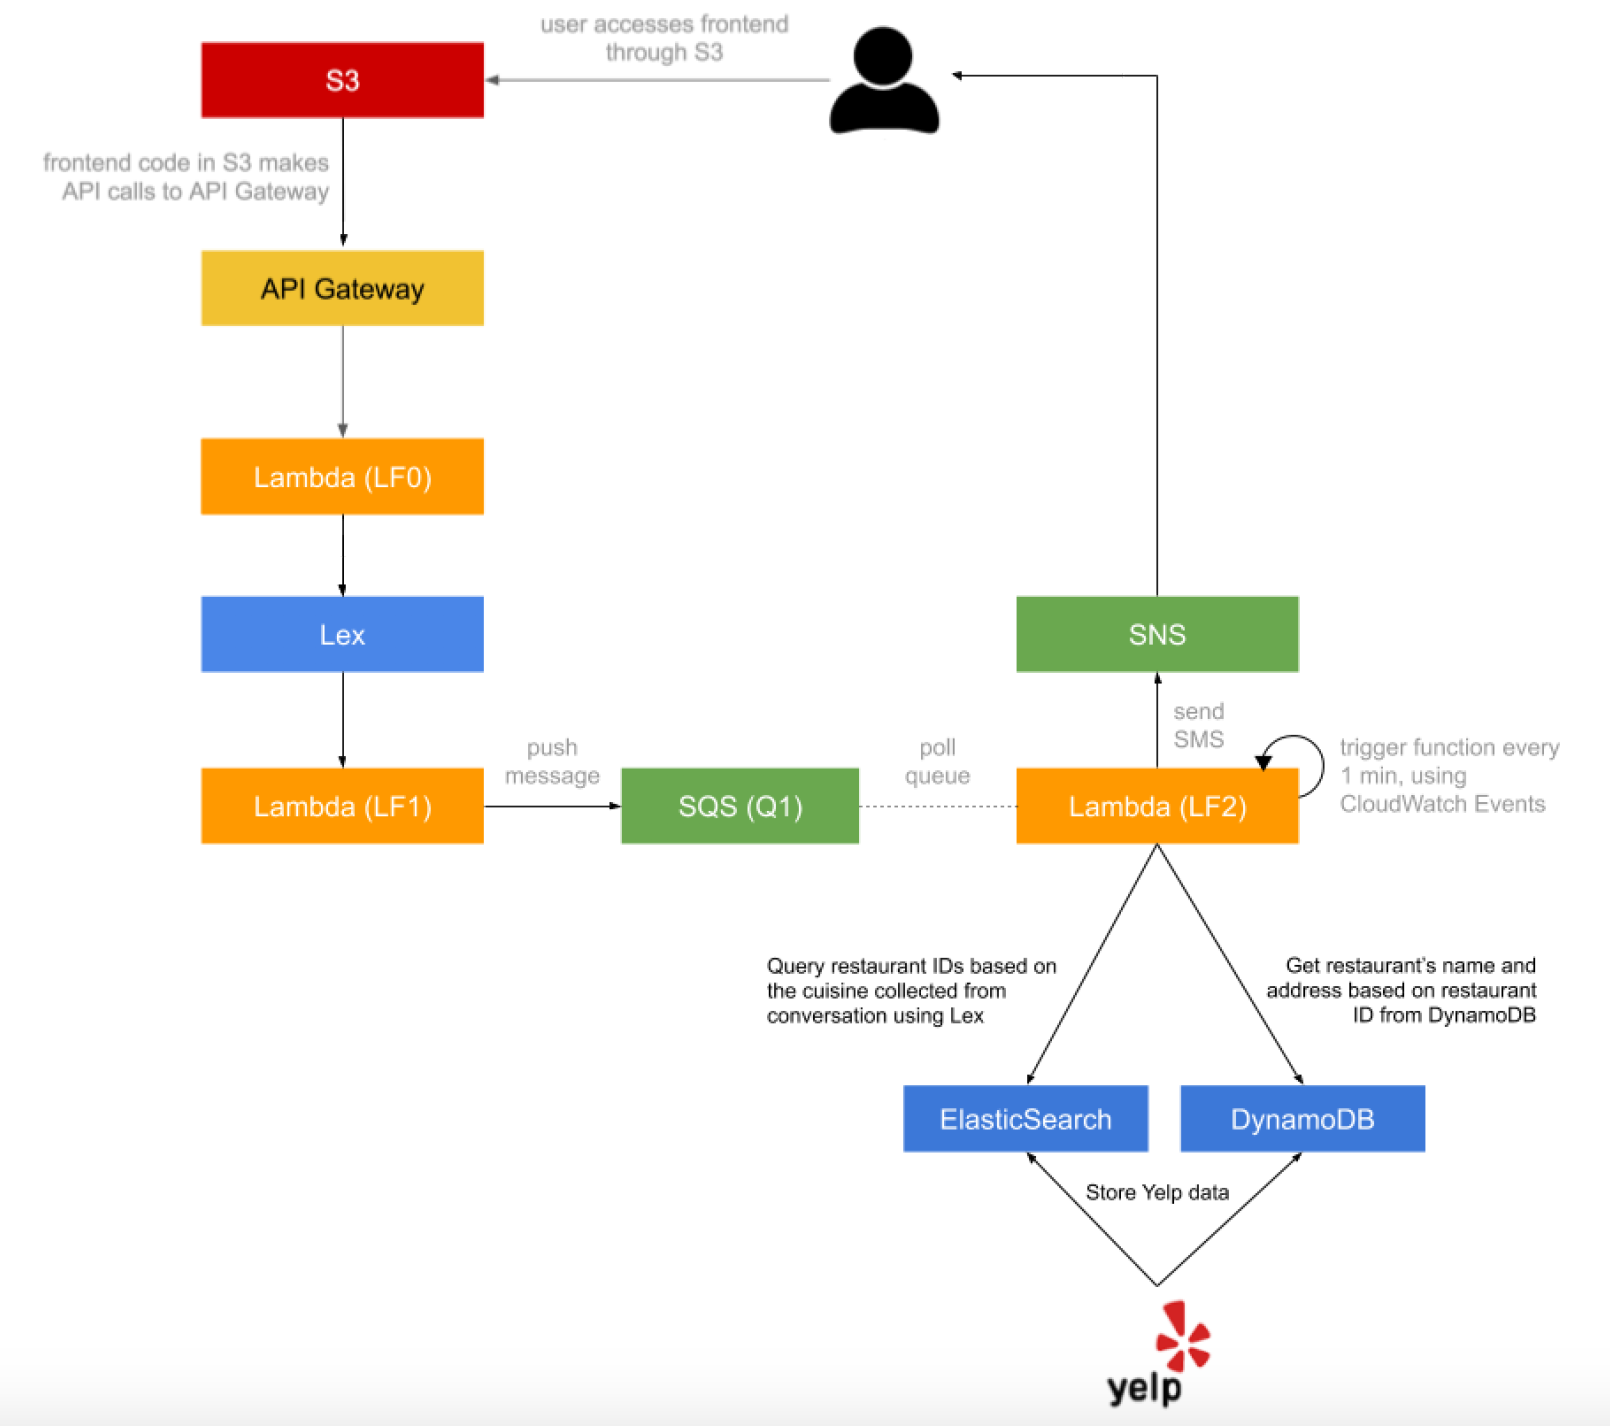 user accesses frontend
through S3
S3
frontend code in S3 makes
API calls to API Gateway
API Gateway
Lambda (LF0)
Lex
SNS
send
SMS
push
message
poll
queue
trigger function every
1 min, using
CloudWatch Events
Lambda (LF1)
SQS (Q1)
Lambda (LF2)
Query restaurant IDs based on
the cuisine collected from
conversation using Lex
Get restaurant's name and
address based on restaurant
ID from DynamoDB
ElasticSearch
DynamoDB
Store Yelp data
yelp